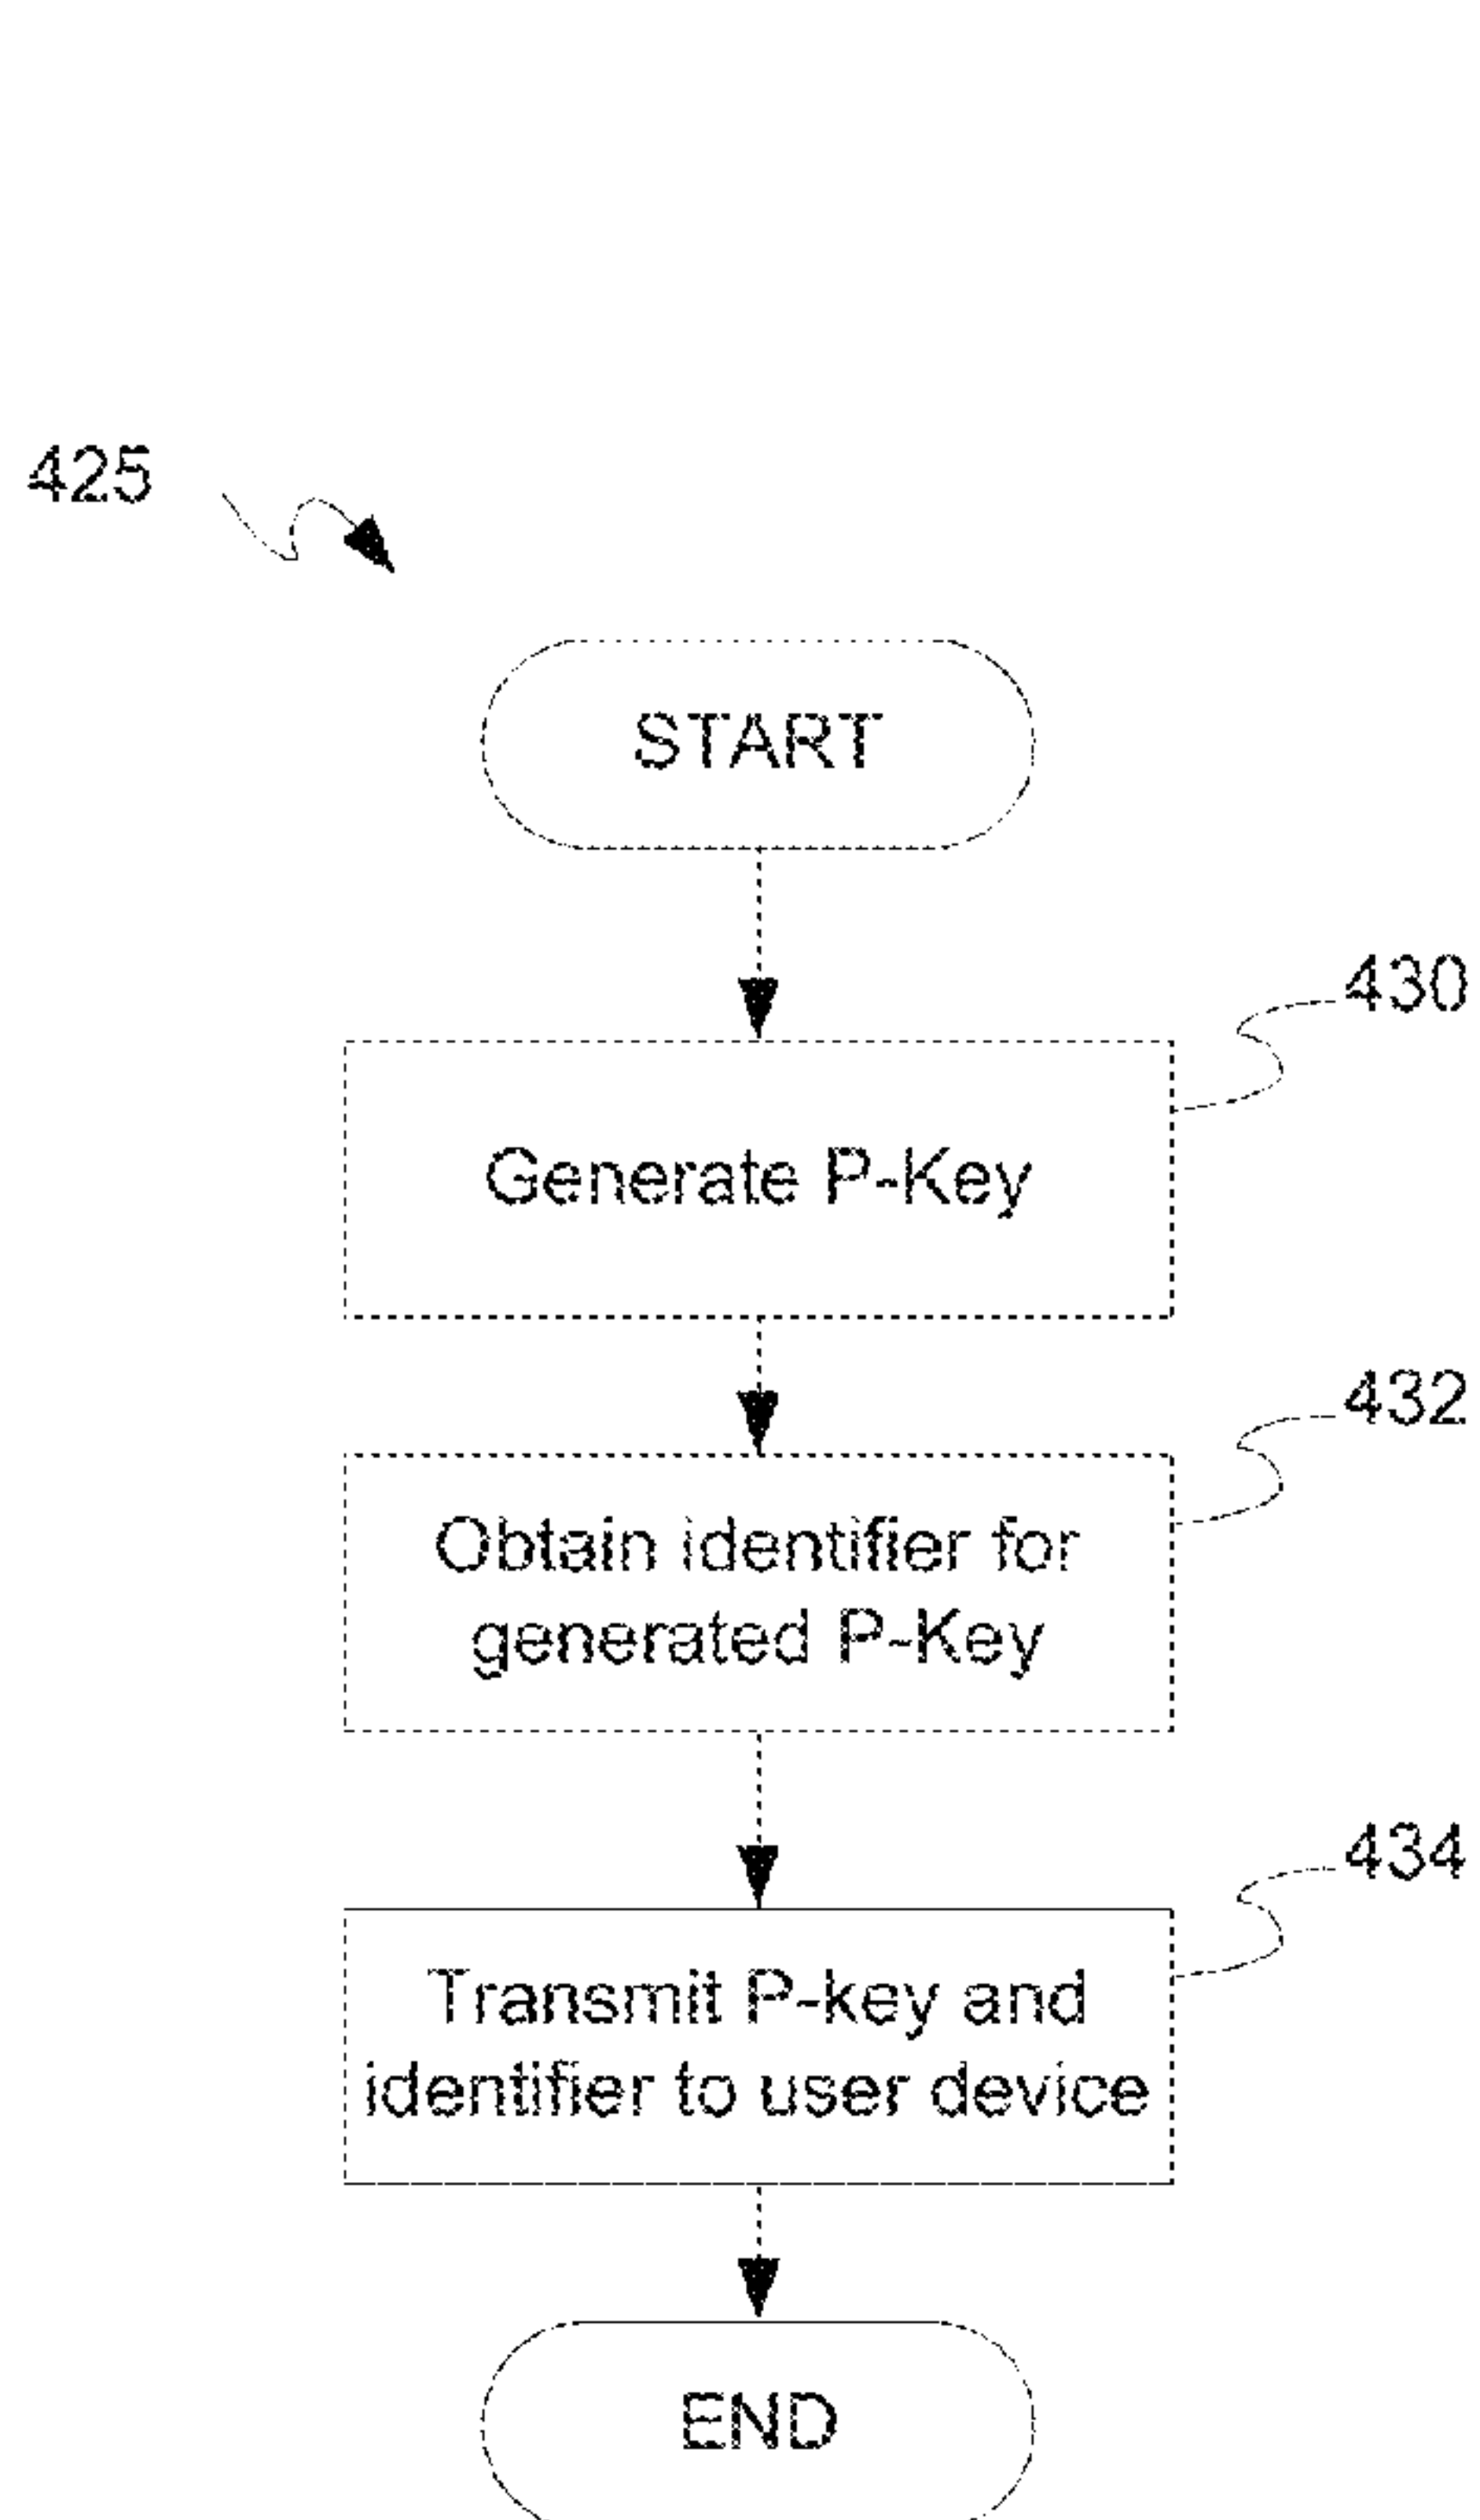 425
START
430
Generate P-Key
432
Obtain identifier for
generated P-Key
434
Transmit P-key and
identifier to user device
END